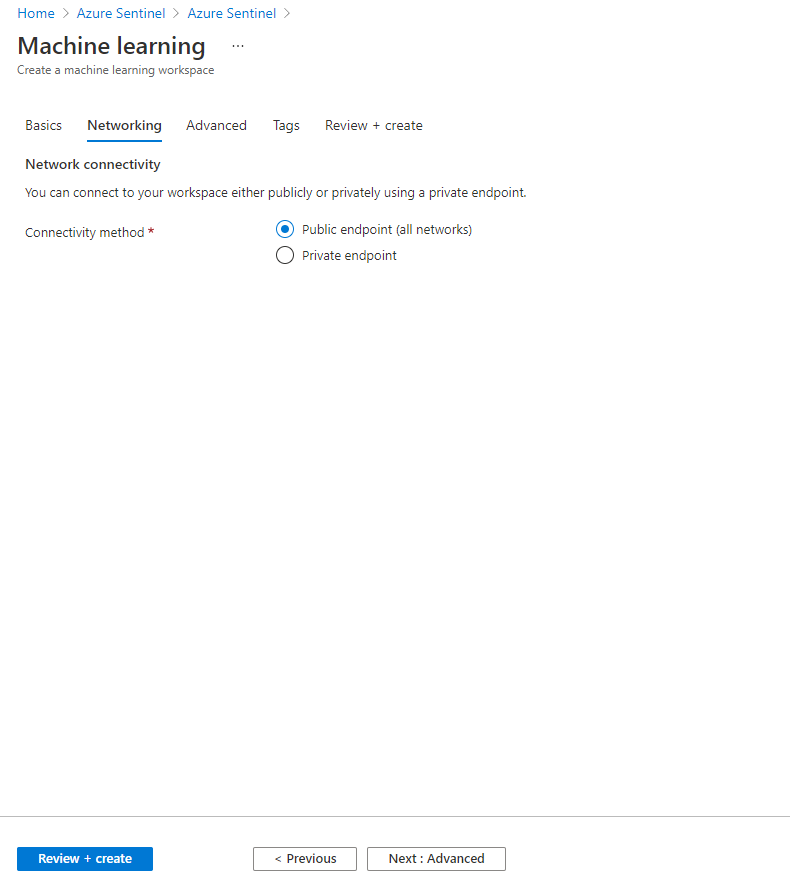 Home > Azure Sentinel > Azure Sentinel >
Machine learning ...
Create a machine learning workspace
Basics Networking Advanced Tags Review + create
Network connectivity
You can connect to your workspace either publicly or privately using a private endpoint.
Connectivity method * Public endpoint (all networks)
Private endpoint
Review + create < Previous Next : Advanced